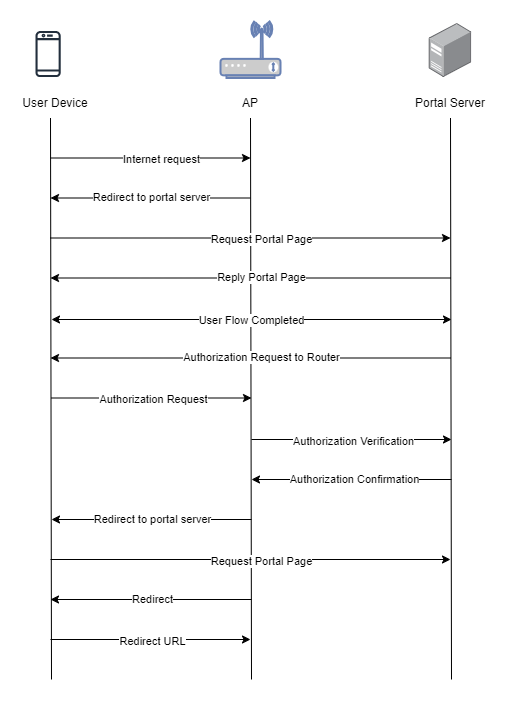 User Device
AP
Portal Server
Internet request
Redirect to portal server
Request Portal Page
Reply Portal Page
User Flow Completed
Authorization Request to Router
Authorization Request
Authorization Verification
Authorization Confirmation
Redirect to portal server
Request Portal Page
Redirect
Redirect URL